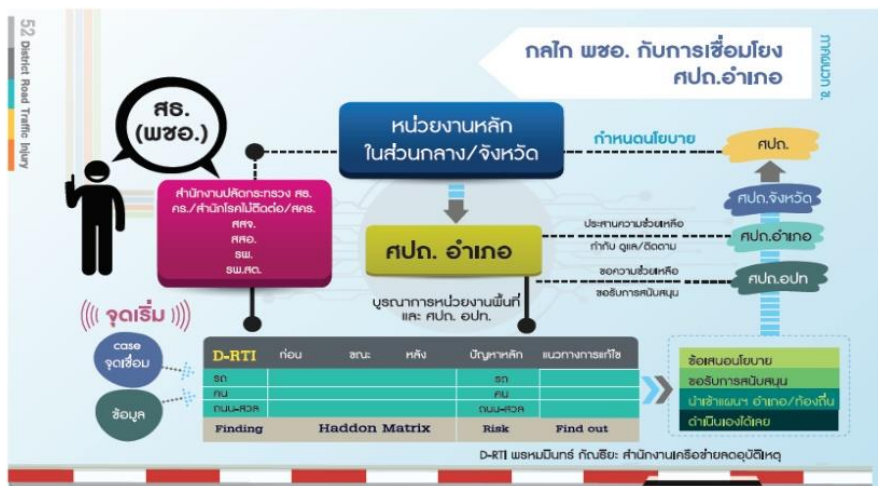 52 District Road Traffic Injury
กลไก พชอ. กับการเชื่อมโยง
ศปถ.อำเภอ
ภาคผนวก ซ.
สธ.
(พชอ.)
หน่วยงานหลัก
ในส่วนกลาง/จังหวัด
กำหนดนโยบาย
ศปถ.
สำนักงานปลัดกระทรวง สธ.
คร./สำนักโรคไม่ติดต่อ/สคร.
สสจ.
สสอ.
รพ.
รพ.สต.
ศปถ.จังหวัด
ศปถ. อำเภอ
ประสานความช่วยเหลือ
กำกับ ดูแล/ติดตาม
ศปถ.อำเภอ
ขอความช่วยเหลือ
ขอรับการสนับสนุน
ศปถ.อปท
บูรณาการหน่วยงานพื้นที่
และ ศปถ. อปท.
จุดเริ่ม
case
จุดเชื่อม
ข้อมูล
D-RTI ก่อน ขณะ หลัง ปัญหาหลัก แนวทางการแก้ไข
รถ รถ
คน คน
ถนน-สวล ถนน-สวล
Finding Haddon Matrix Risk Find out
ข้อเสนอนโยบาย
ขอรับการสนับสนุน
นำเข้าแผนฯ อำเภอ/ท้องถิ่น
ดำเนินเองได้เลย
D-RTI พรหมมินทร์ กัณธิยะ สำนักงานเครือข่ายลดอุบัติเหตุ